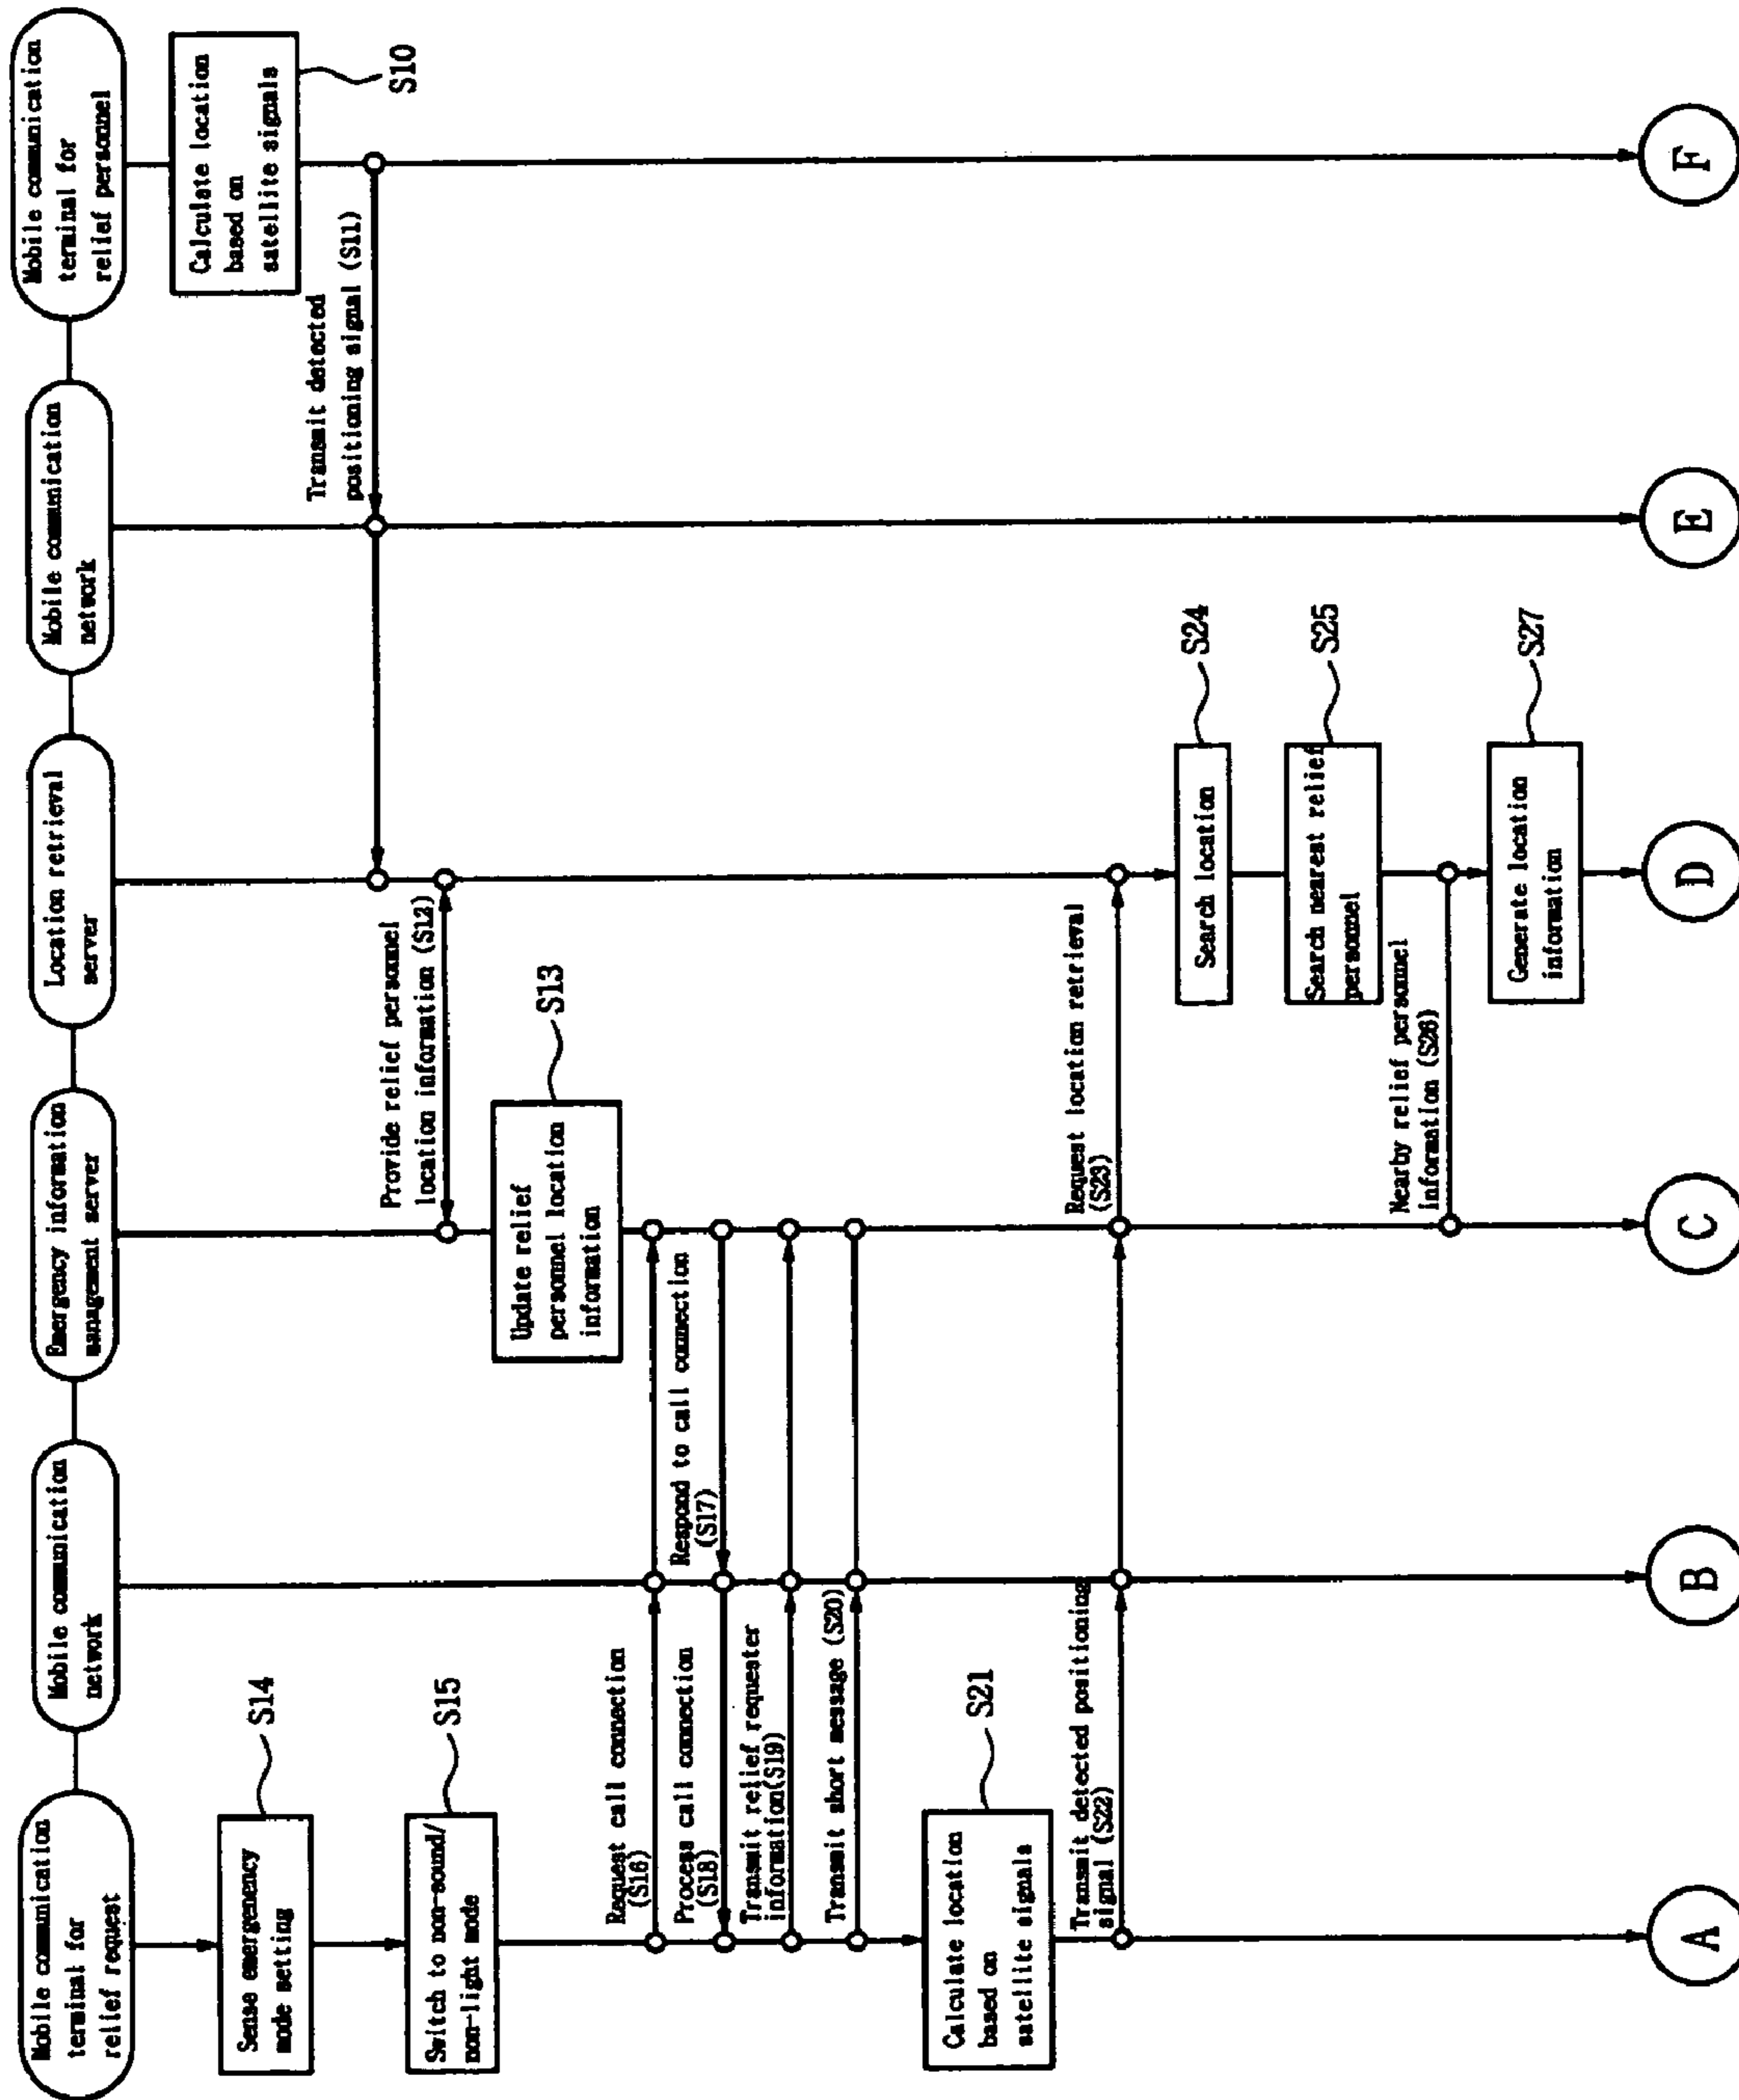 Mobile communication
terminal for
relief request
Mobile communication
network
Emergency information
management server
Location retrieval
server
Mobile communication
network
Mobile communication
terminal for
relief personnel
Calculate location
based on
satellite signals
S10
Transmit detected
positioning signal (S11)
Provide relief personnel
location information (S12)
Update relief
personnel location
information
S13
Sense emergenency
mode setting
S14
Switch to non-sound/
non-light mode
S15
Request call connection
(S16)
Respond to call connection
(S17)
Process call connection
(S18)
Transmit relief requester
information(S19)
Transmit short message (S20)
Calculate location
based on
satellite signals
S21
Transmit detected positioning
signal (S22)
Request location retrieval
(S23)
Search location
S24
Search nearest relief
personnel
S25
Nearby relief personnel
information (S26)
Generate location
information
S27
A
B
C
D
E
F